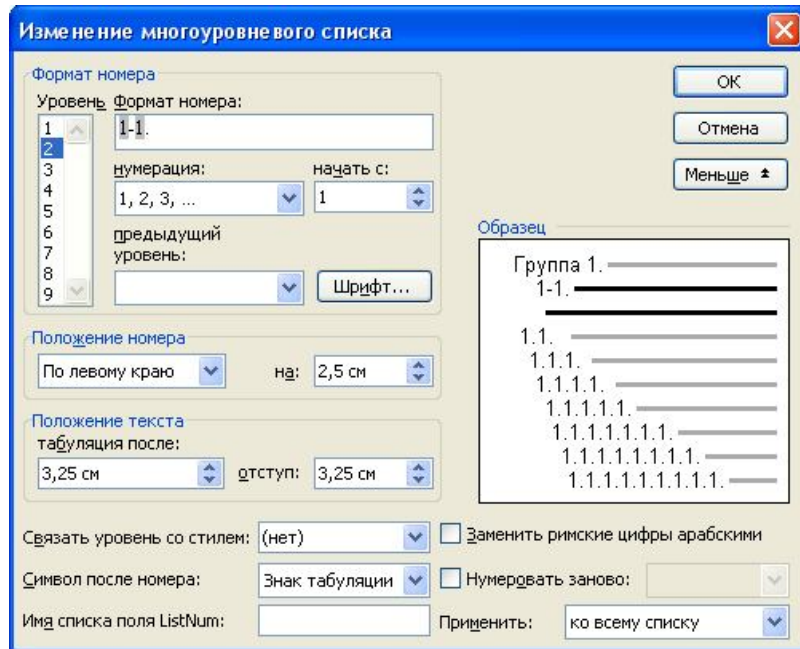 Изменение многоуровневого списка
Формат номера
Уровень Формат номера:
1
2
3
4
5
6
7
8
9
1-1.
нумерация: начать с:
1, 2, 3, ... 1
предыдущий
уровень:
Шрифт...
ОК
Отмена
Меньше
Положение номера
По левому краю на: 2,5 см
Положение текста
табуляция после:
3,25 см отступ: 3,25 см
Образец
Группа 1.
1-1.
1.1.
1.1.1.
1.1.1.1.
1.1.1.1.1.
1.1.1.1.1.1.1.
1.1.1.1.1.1.1.1.
1.1.1.1.1.1.1.1.1.
Связать уровень со стилем: (нет) Заменить римские цифры арабскими
Символ после номера: Знак табуляции Нумеровать заново:
Имя списка поля ListNum: Применить: ко всему списку